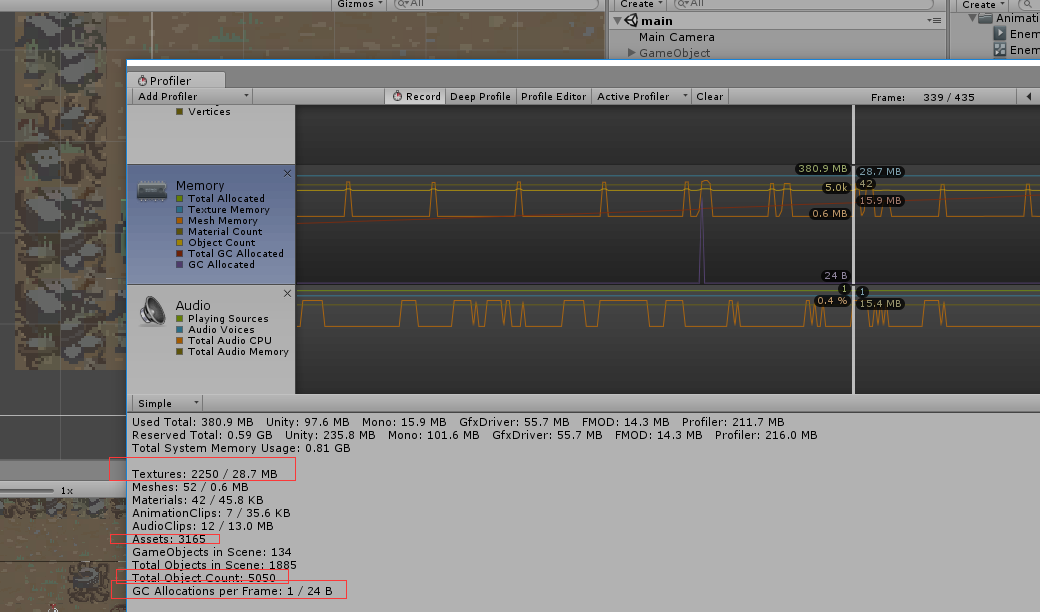 Gizmos
All
Create
All
Create
main
Main Camera
GameObject
Animati
Enem
Enem
Profiler
Add Profiler
Record
Deep Profile
Profile Editor
Active Profiler
Clear
Frame: 339 / 435
Vertices
Memory
Total Allocated
Texture Memory
Mesh Memory
Material Count
Object Count
Total GC Allocated
GC Allocated
380.9 MB
28.7 MB
5.0k
42
15.9 MB
0.6 MB
24 B
Audio
Playing Sources
Audio Voices
Total Audio CPU
Total Audio Memory
1
1
0.4 %
15.4 MB
Simple
Used Total: 380.9 MB Unity: 97.6 MB Mono: 15.9 MB GfxDriver: 55.7 MB FMOD: 14.3 MB Profiler: 211.7 MB
Reserved Total: 0.59 GB Unity: 235.8 MB Mono: 101.6 MB GfxDriver: 55.7 MB FMOD: 14.3 MB Profiler: 216.0 MB
Total System Memory Usage: 0.81 GB
Textures: 2250 / 28.7 MB
Meshes: 52 / 0.6 MB
Materials: 42 / 45.8 KB
AnimationClips: 7 / 35.6 KB
AudioClips: 12 / 13.0 MB
Assets: 3165
GameObjects in Scene: 134
Total Objects in Scene: 1885
Total Object Count: 5050
GC Allocations per Frame: 1 / 24 B
1x